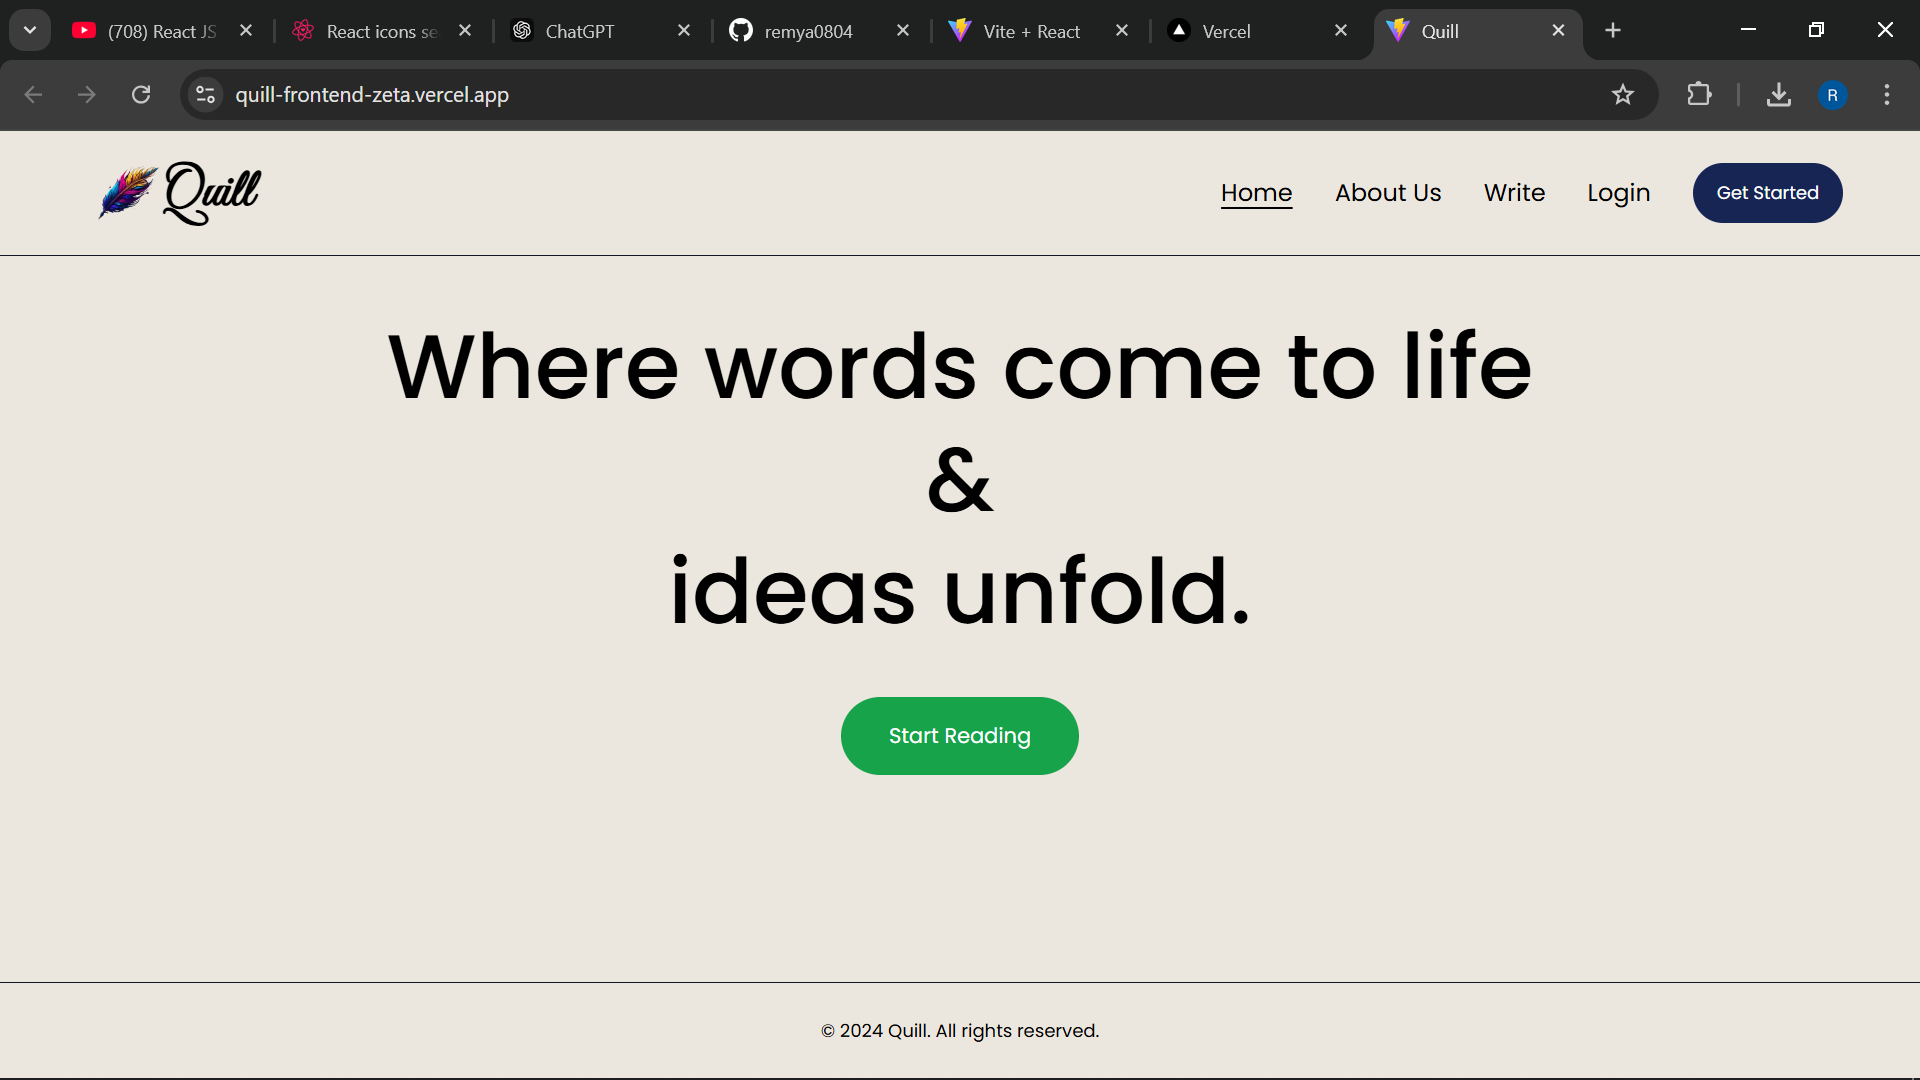 (708) React JS
React icons se
ChatGPT
remya0804
Vite + React
Vercel
Quill
quill-frontend-zeta.vercel.app
R
Quill
Home
About Us
Write
Login
Get Started
Where words come to life
&
ideas unfold.
Start Reading
© 2024 Quill. All rights reserved.